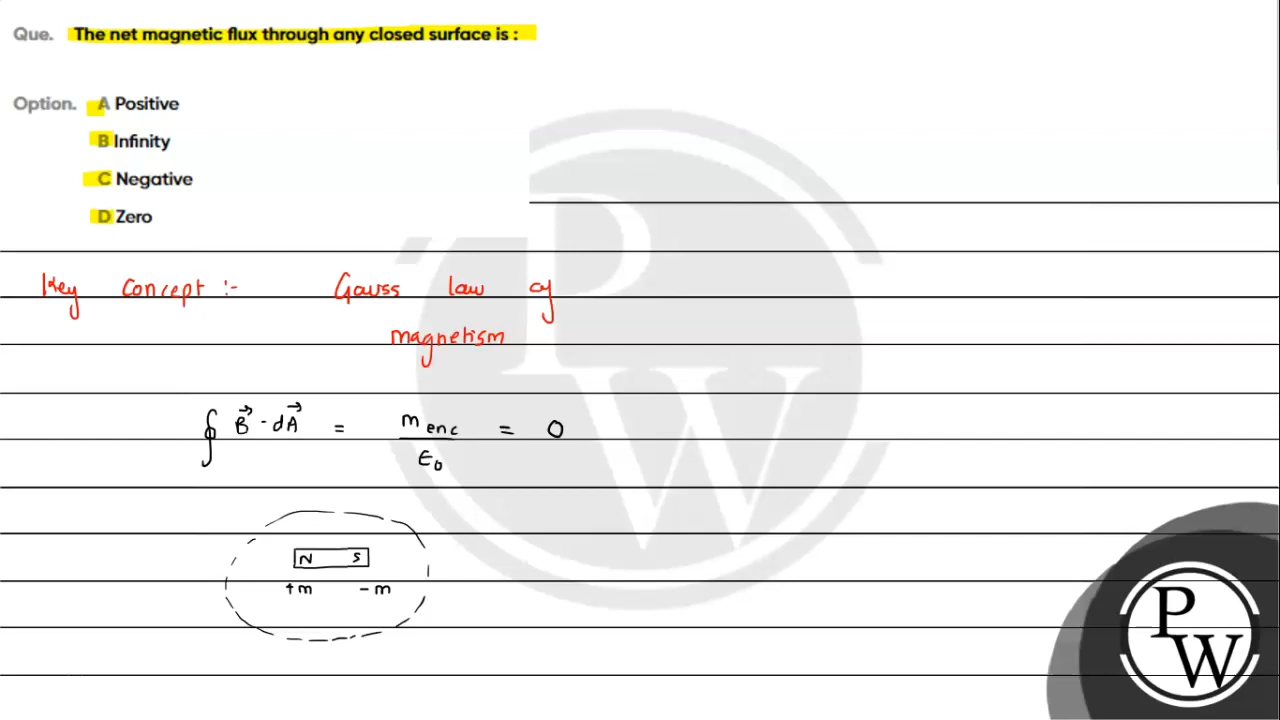 Que. The net magnetic flux through any closed surface is :
Option. A Positive
B Infinity
C Negative
D Zero
Key Concept :- Gauss law of
magnetism
∮ B⃗ · dA⃗ = m enc / ε₀ = 0
N S
+m -m
P
W
P
W